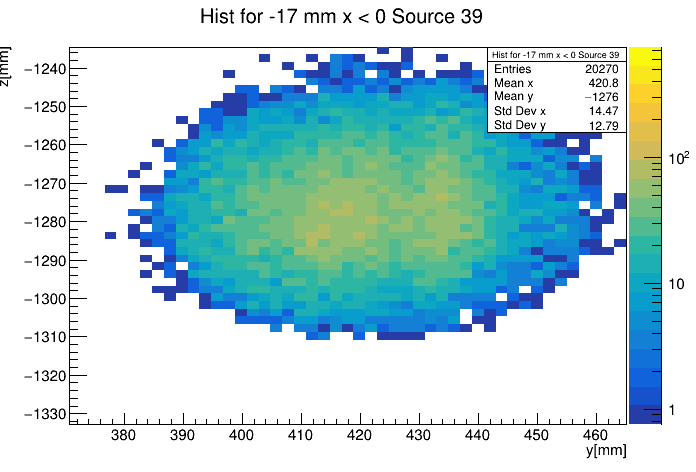 Hist for -17 mm x < 0 Source 39
z[mm]
Hist for -17 mm x < 0 Source 39
Entries 20270
Mean x 420.8
Mean y −1276
Std Dev x 14.47
Std Dev y 12.79
−1240
−1250
−1260
−1270
−1280
−1290
−1300
−1310
−1320
−1330
10²
10
1
380 390 400 410 420 430 440 450 460
y[mm]